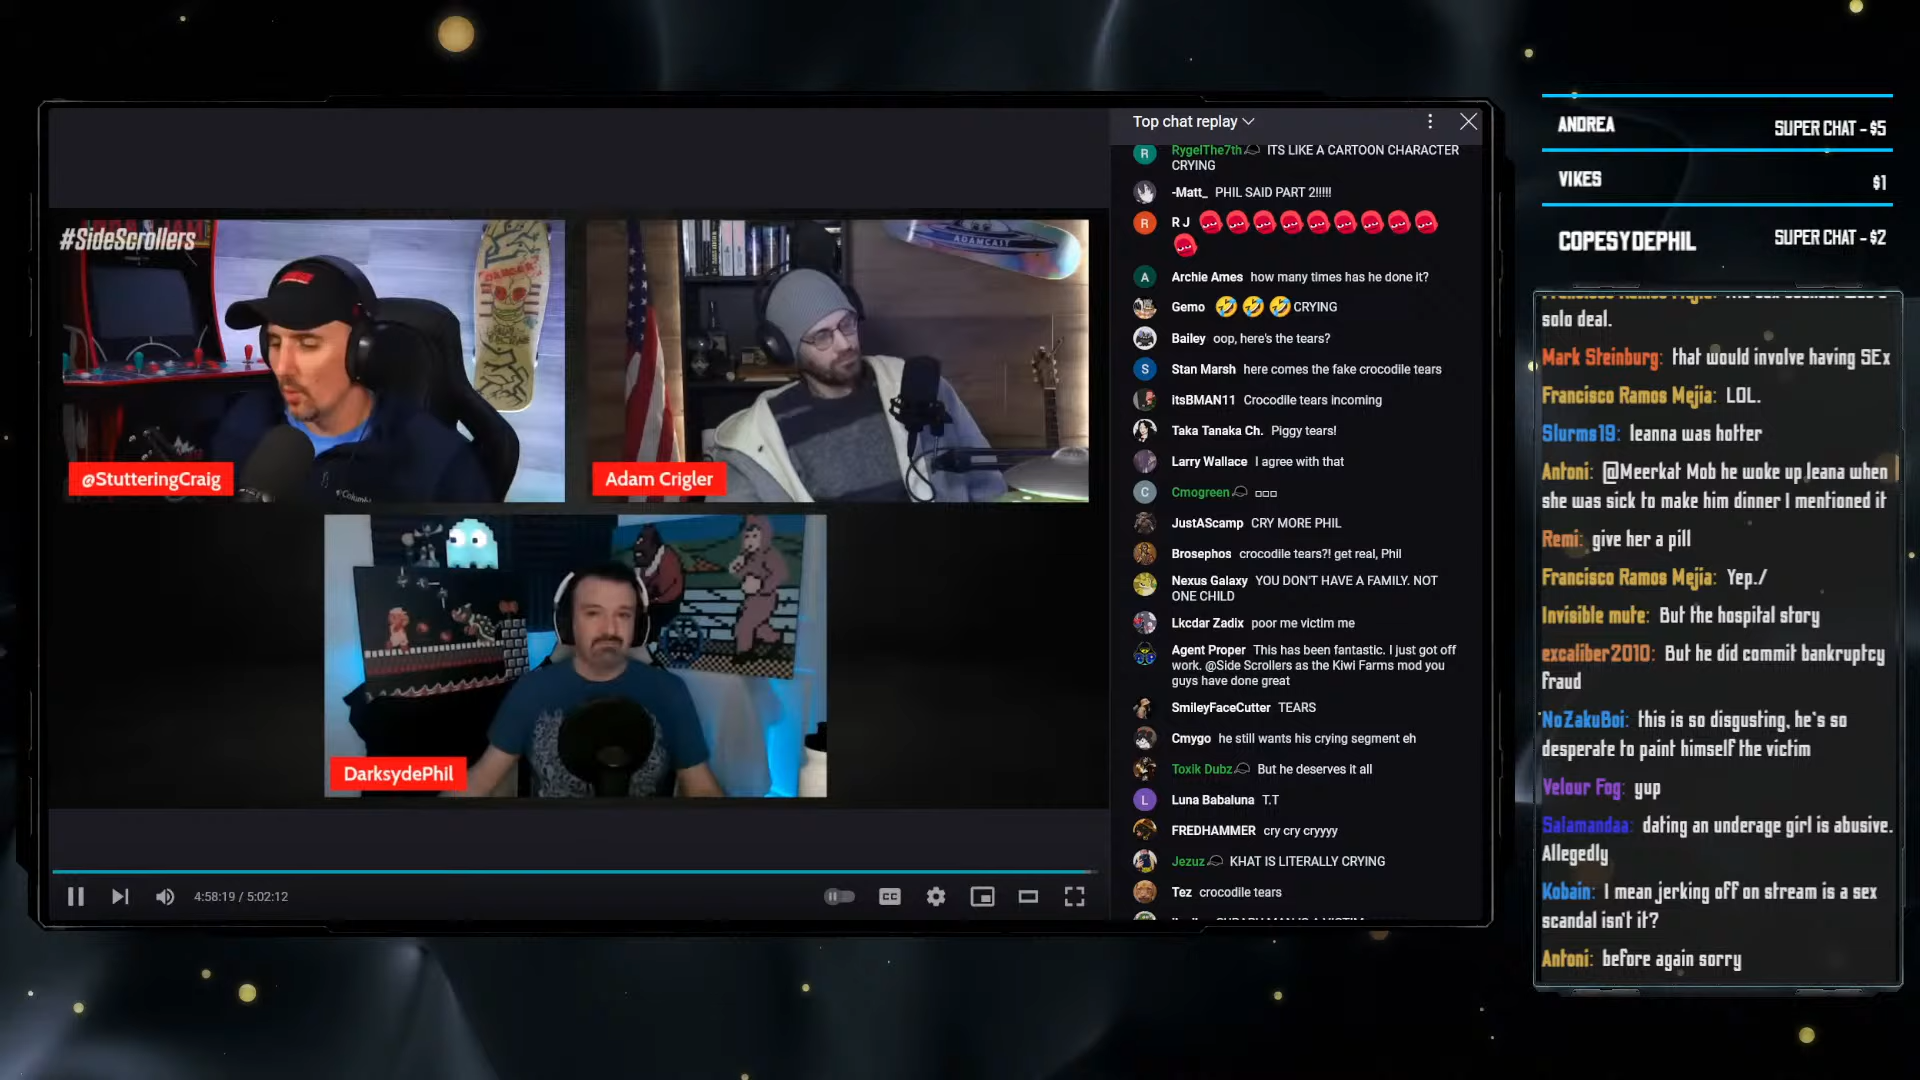 #SideScrollers
@StutteringCraig
ADAMCAST
Adam Crigler
DarksydePhil
4:58:19 / 5:02:12
CC
Top chat replay
R RygelThe7th ITS LIKE A CARTOON CHARACTER
CRYING
-Matt_ PHIL SAID PART 2!!!!!
R R J
A Archie Ames how many times has he done it?
Gemo 🤣 🤣 🤣 CRYING
Bailey oop, here's the tears?
S Stan Marsh here comes the fake crocodile tears
itsBMAN11 Crocodile tears incoming
Taka Tanaka Ch. Piggy tears!
Larry Wallace I agree with that
C Cmogreen □□□
JustAScamp CRY MORE PHIL
Brosephos crocodile tears?! get real, Phil
Nexus Galaxy YOU DON'T HAVE A FAMILY. NOT
ONE CHILD
Lkcdar Zadix poor me victim me
Agent Proper This has been fantastic. I just got off
work. @Side Scrollers as the Kiwi Farms mod you
guys have done great
SmileyFaceCutter TEARS
Cmygo he still wants his crying segment eh
Toxik Dubz But he deserves it all
L Luna Babaluna T.T
FREDHAMMER cry cry cryyyy
Jezuz KHAT IS LITERALLY CRYING
Tez crocodile tears
ANDREA SUPER CHAT - $5
VIKES $1
COPESYDEPHIL SUPER CHAT - $2
solo deal.
Mark Steinburg: that would involve having SEx
Francisco Ramos Mejia: LOL.
Slurms19: leanna was hotter
Antoni: @Meerkat Mob he woke up leana when
she was sick to make him dinner I mentioned it
Remi: give her a pill
Francisco Ramos Mejia: Yep./
Invisible mute: But the hospital story
excaliber2010: But he did commit bankruptcy
fraud
NoZakuBoi: this is so disgusting, he's so
desperate to paint himself the victim
Velour Fog: yup
Salamandaa: dating an underage girl is abusive.
Allegedly
Kobain: I mean jerking off on stream is a sex
scandal isn't it?
Antoni: before again sorry